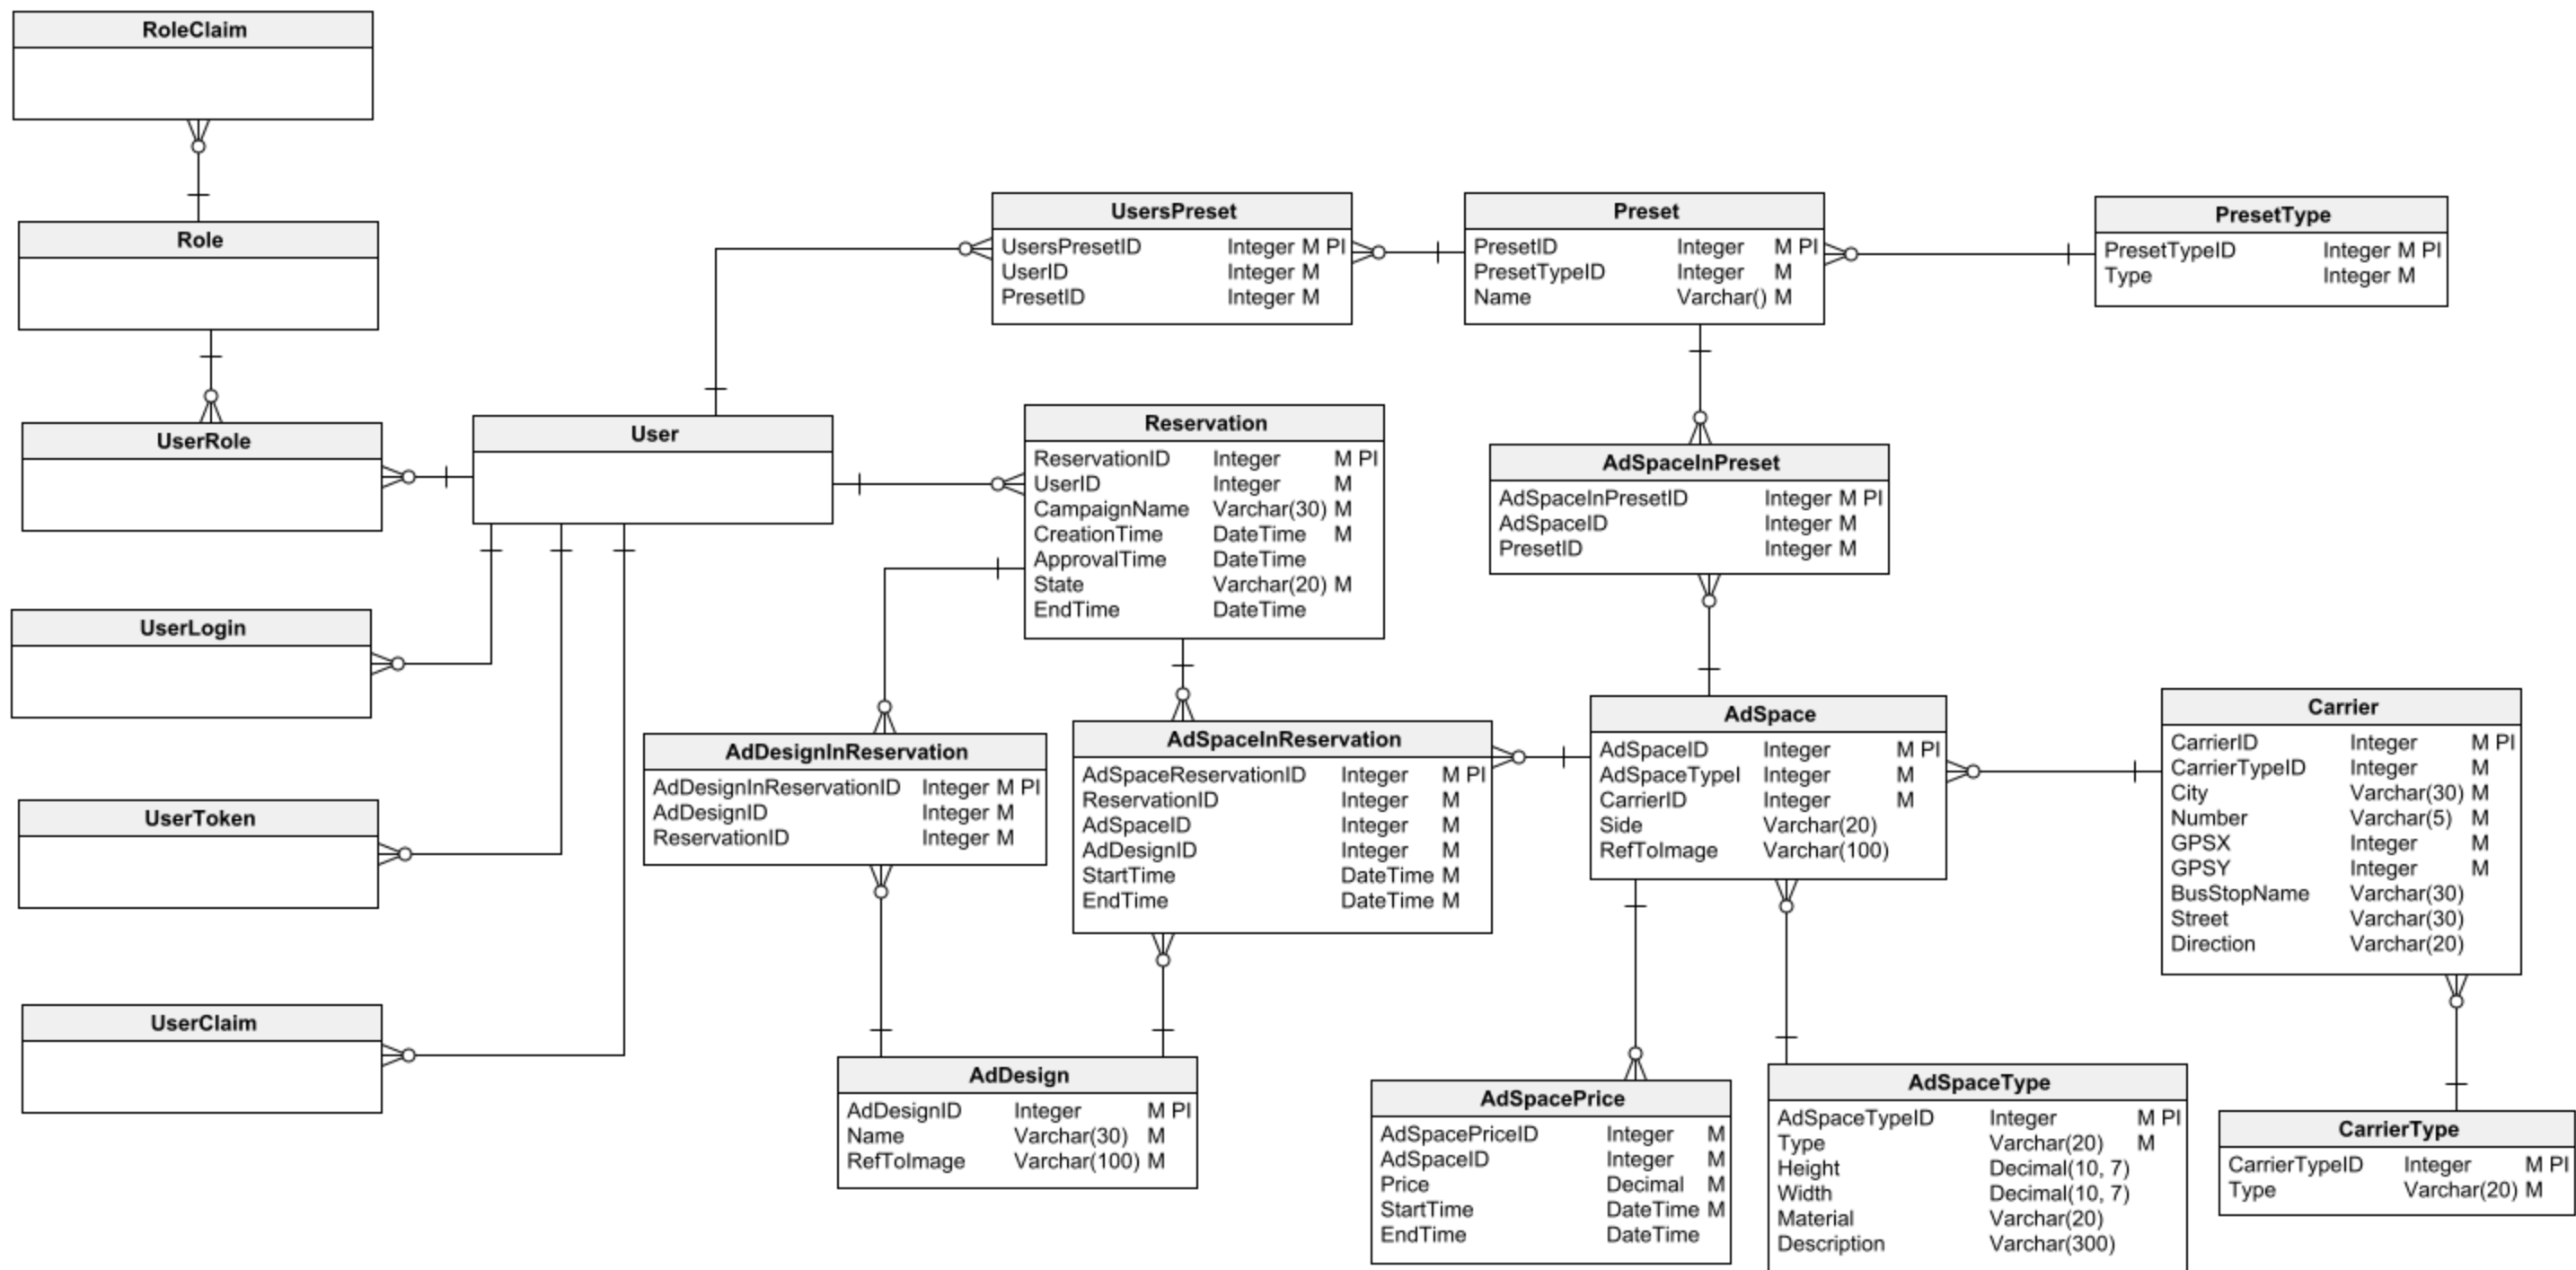 RoleClaim
Role
UserRole
User
UserLogin
UserToken
UserClaim
UsersPreset
UsersPresetID Integer M PI
UserID Integer M
PresetID Integer M
Preset
PresetID Integer M PI
PresetTypeID Integer M
Name Varchar() M
PresetType
PresetTypeID Integer M PI
Type Integer M
Reservation
ReservationID Integer M PI
UserID Integer M
CampaignName Varchar(30) M
CreationTime DateTime M
ApprovalTime DateTime
State Varchar(20) M
EndTime DateTime
AdSpaceInPreset
AdSpaceInPresetID Integer M PI
AdSpaceID Integer M
PresetID Integer M
AdDesignInReservation
AdDesignInReservationID Integer M PI
AdDesignID Integer M
ReservationID Integer M
AdSpaceInReservation
AdSpaceReservationID Integer M PI
ReservationID Integer M
AdSpaceID Integer M
AdDesignID Integer M
StartTime DateTime M
EndTime DateTime M
AdSpace
AdSpaceID Integer M PI
AdSpaceTypeI Integer M
CarrierID Integer M
Side Varchar(20)
RefToImage Varchar(100)
Carrier
CarrierID Integer M PI
CarrierTypeID Integer M
City Varchar(30) M
Number Varchar(5) M
GPSX Integer M
GPSY Integer M
BusStopName Varchar(30)
Street Varchar(30)
Direction Varchar(20)
AdDesign
AdDesignID Integer M PI
Name Varchar(30) M
RefToImage Varchar(100) M
AdSpacePrice
AdSpacePriceID Integer M
AdSpaceID Integer M
Price Decimal M
StartTime DateTime M
EndTime DateTime
AdSpaceType
AdSpaceTypeID Integer M PI
Type Varchar(20) M
Height Decimal(10, 7)
Width Decimal(10, 7)
Material Varchar(20)
Description Varchar(300)
CarrierType
CarrierTypeID Integer M PI
Type Varchar(20) M